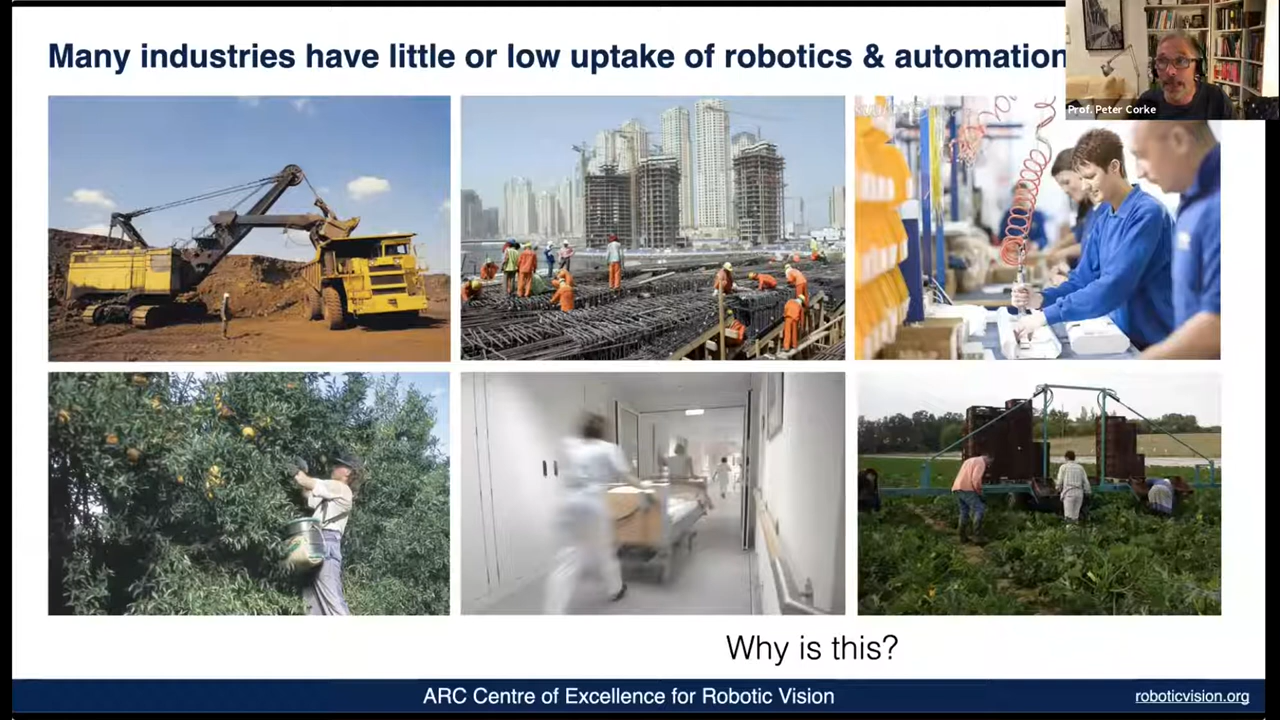 Many industries have little or low uptake of robotics & automation
Prof. Peter Corke
Why is this?
ARC Centre of Excellence for Robotic Vision
roboticvision.org